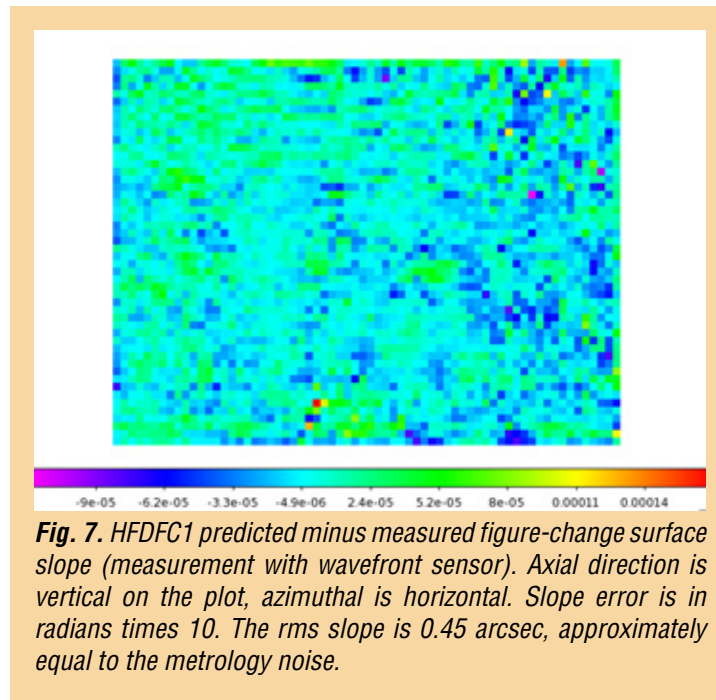 -9e-05 -6.2e-05 -3.3e-05 -4.9e-06 2.4e-05 5.2e-05 8e-05 0.00011 0.00014
Fig. 7. HFDFC1 predicted minus measured figure-change surface
slope (measurement with wavefront sensor). Axial direction is
vertical on the plot, azimuthal is horizontal. Slope error is in
radians times 10. The rms slope is 0.45 arcsec, approximately
equal to the metrology noise.